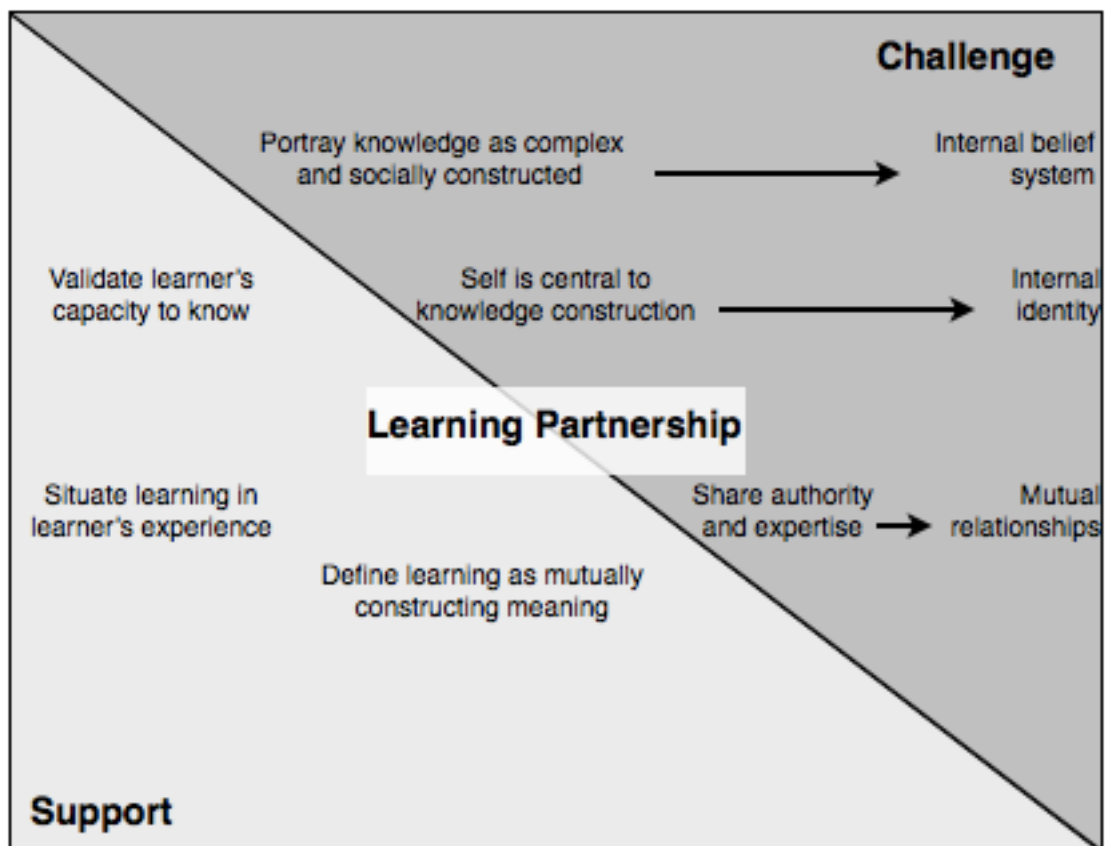 Challenge
Portray knowledge as complex
and socially constructed
Internal belief
system
Validate learner's
capacity to know
Self is central to
knowledge construction
Internal
identity
Learning Partnership
Situate learning in
learner's experience
Share authority
and expertise
Mutual
relationships
Define learning as mutually
constructing meaning
Support